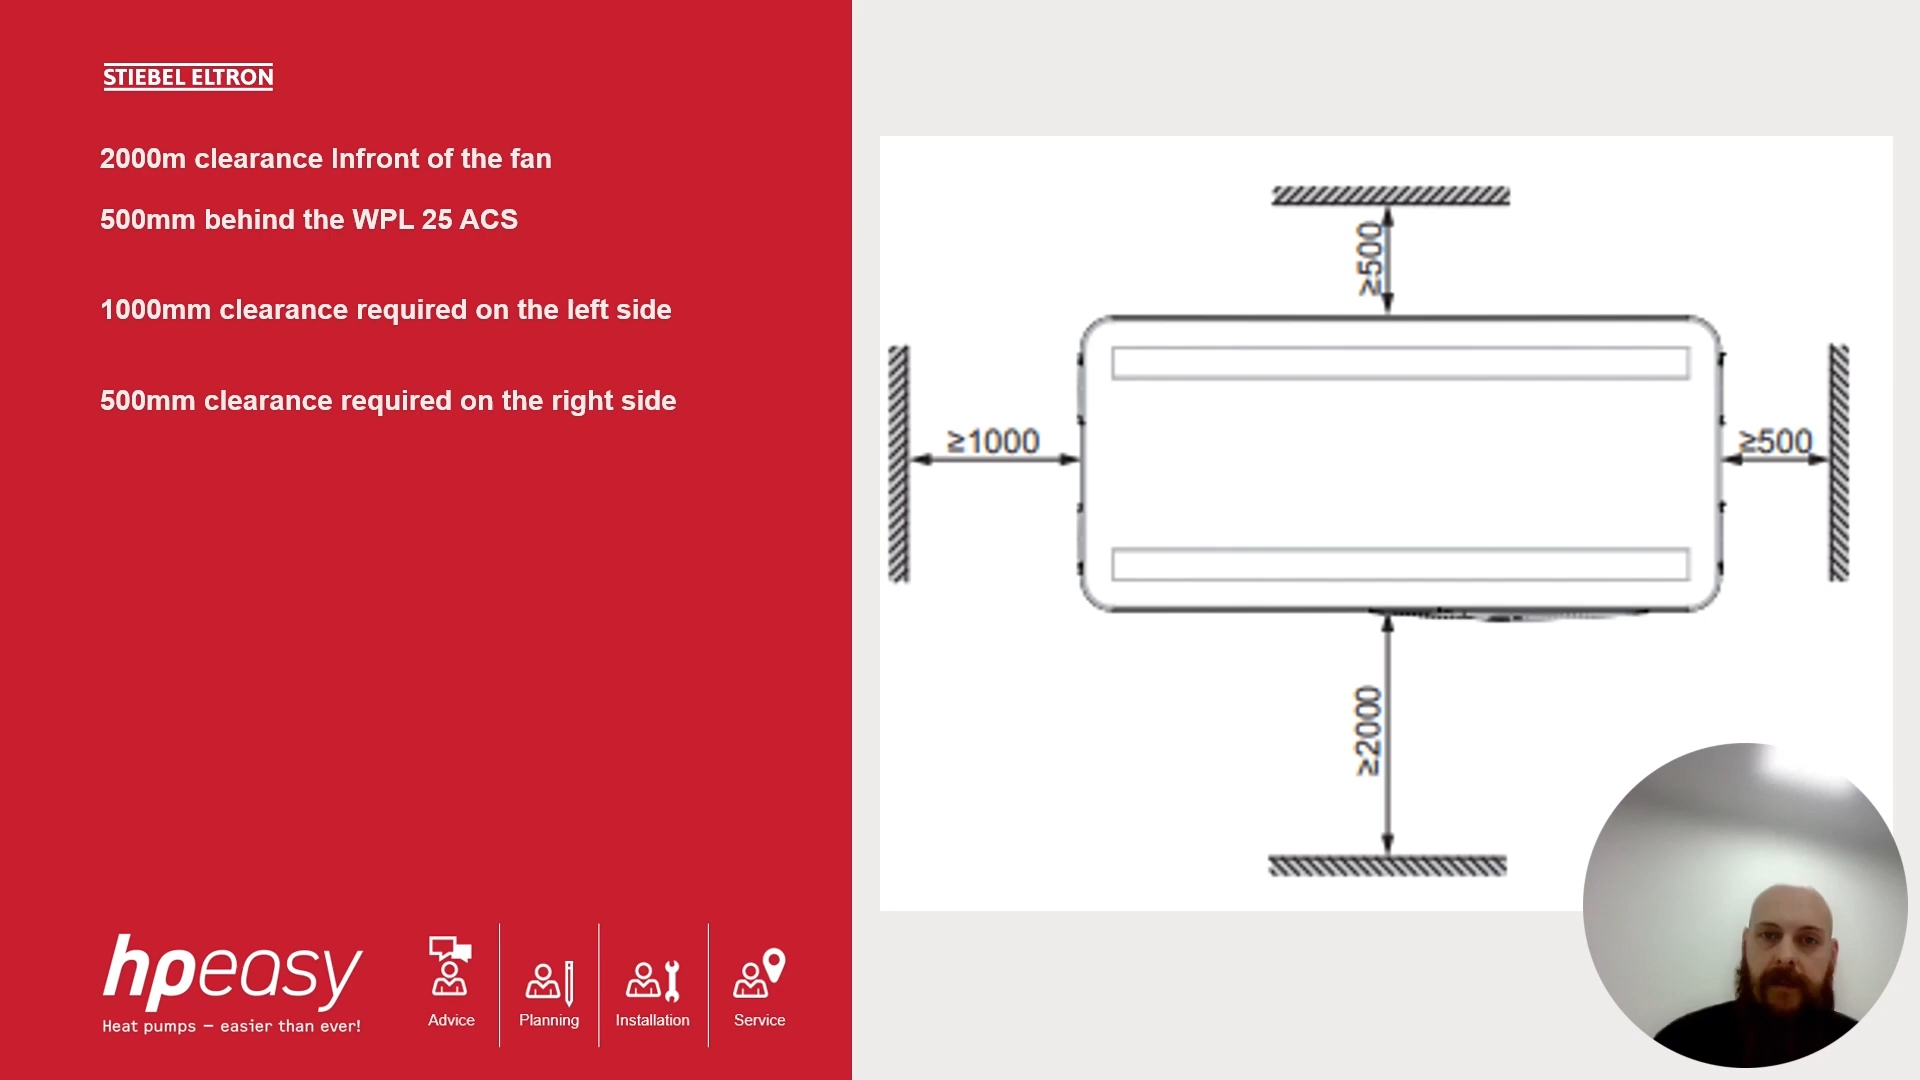 STIEBEL ELTRON
2000m clearance Infront of the fan
500mm behind the WPL 25 ACS
1000mm clearance required on the left side
500mm clearance required on the right side
≥500
≥1000
≥500
≥2000
hpeasy
Heat pumps – easier than ever!
Advice
Planning
Installation
Service